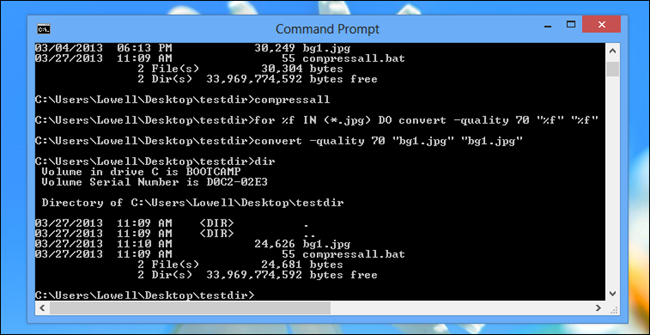 Command Prompt
03/04/2013  06:13 PM            30,249 bg1.jpg
03/27/2013  11:09 AM                55 compressall.bat
               2 File(s)         30,304 bytes
               2 Dir(s)  33,969,774,592 bytes free
C:\Users\Lowell\Desktop\testdir>compressall
C:\Users\Lowell\Desktop\testdir>for %f IN (*.jpg) DO convert -quality 70 "%f" "%f"
C:\Users\Lowell\Desktop\testdir>convert -quality 70 "bg1.jpg" "bg1.jpg"
C:\Users\Lowell\Desktop\testdir>dir
 Volume in drive C is BOOTCAMP
 Volume Serial Number is D0C2-02E3
 Directory of C:\Users\Lowell\Desktop\testdir
03/27/2013  11:09 AM    <DIR>          .
03/27/2013  11:09 AM    <DIR>          ..
03/27/2013  11:10 AM            24,626 bg1.jpg
03/27/2013  11:09 AM                55 compressall.bat
               2 File(s)         24,681 bytes
               2 Dir(s)  33,969,774,592 bytes free
C:\Users\Lowell\Desktop\testdir>